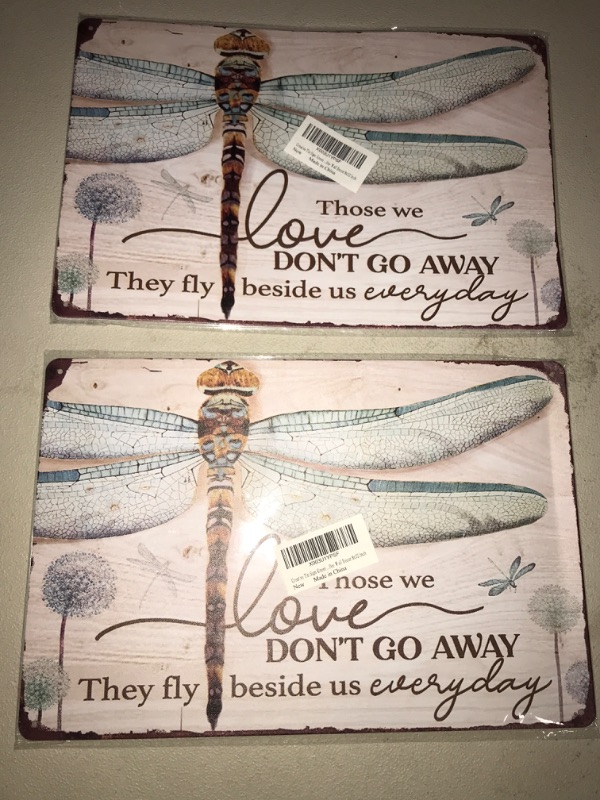 Those we
love
DON'T GO AWAY
They fly beside us everyday
New Made in China
Those we
love
DON'T GO AWAY
They fly beside us everyday
New Made in China